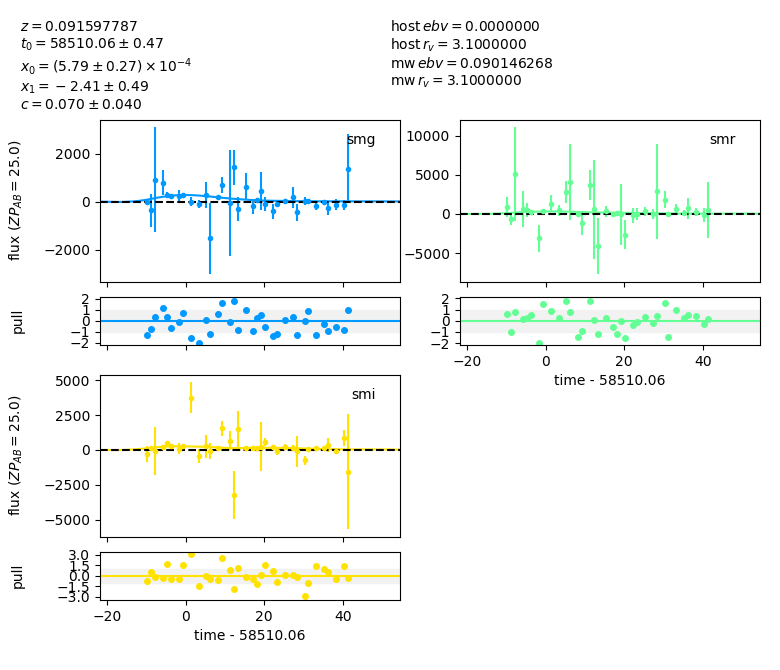 z = 0.091597787
t₀ = 58510.06 ± 0.47
x₀ = (5.79 ± 0.27) × 10⁻⁴
x₁ = −2.41 ± 0.49
c = 0.070 ± 0.040
host ebv = 0.0000000
host r_v = 3.1000000
mw ebv = 0.090146268
mw r_v = 3.1000000
smg
flux (ZP_AB = 25.0)
2000
0
−2000
pull
2
1
0
−1
−2
smr
10000
5000
0
−5000
2
1
0
−1
−2
−20
0
20
40
time - 58510.06
smi
flux (ZP_AB = 25.0)
5000
2500
0
−2500
−5000
pull
3.0
1.5
0.0
−1.5
−3.0
−20
0
20
40
time - 58510.06